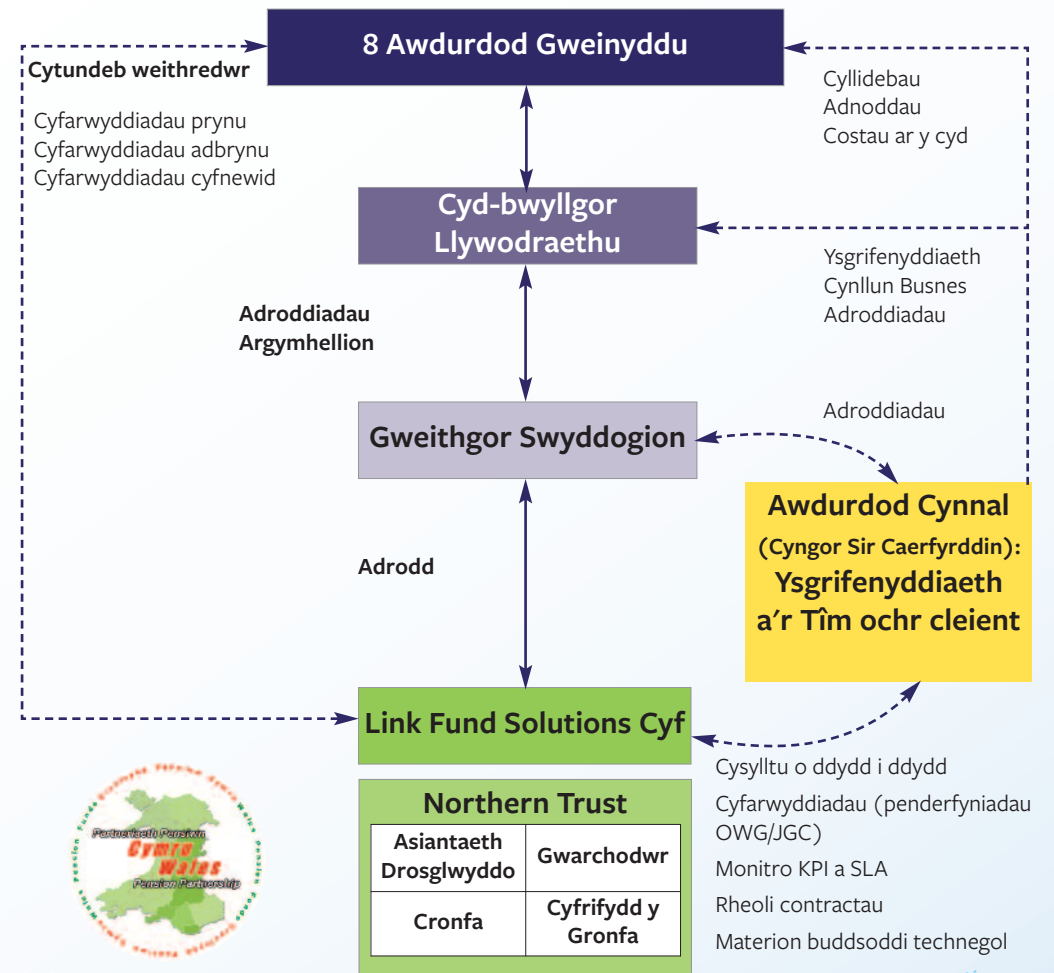 8 Awdurdod Gweinyddu
Cytundeb weithredwr
Cyfarwyddiadau prynu
Cyfarwyddiadau adbrynu
Cyfarwyddiadau cyfnewid
Cyllidebau
Adnoddau
Costau ar y cyd
Cyd-bwyllgor
Llywodraethu
Ysgrifenyddiaeth
Cynllun Busnes
Adroddiadau
Adroddiadau
Argymhellion
Adroddiadau
Gweithgor Swyddogion
Awdurdod Cynnal
(Cyngor Sir Caerfyrddin):
Ysgrifenyddiaeth
a'r Tîm ochr cleient
Adrodd
Link Fund Solutions Cyf
Northern Trust
Asiantaeth
Drosglwyddo
Gwarchodwr
Cronfa
Cyfrifydd y
Gronfa
Cysylltu o ddydd i ddydd
Cyfarwyddiadau (penderfyniadau
OWG/JGC)
Monitro KPI a SLA
Rheoli contractau
Materion buddsoddi technegol
Partneriaeth Pensiwn
Cymru
Wales
Pension Partnership